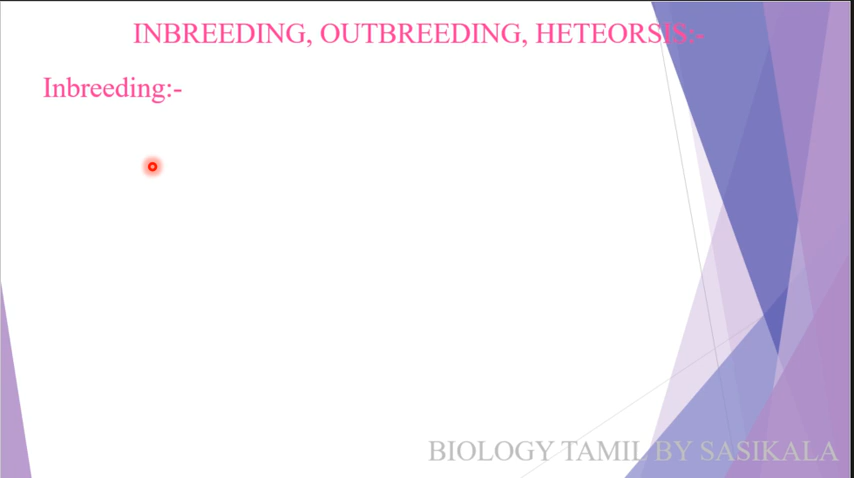 INBREEDING, OUTBREEDING, HETEORSIS:-
Inbreeding:-
BIOLOGY TAMIL BY SASIKALA